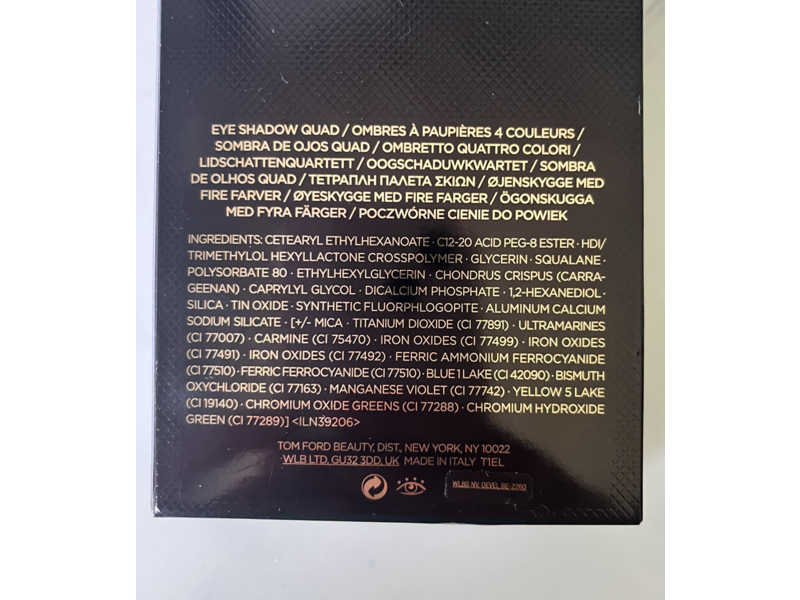 EYE SHADOW QUAD / OMBRES À PAUPIÈRES 4 COULEURS /
SOMBRA DE OJOS QUAD / OMBRETTO QUATTRO COLORI /
LIDSCHATTENQUARTETT / OOGSCHADUWKWARTET / SOMBRA
DE OLHOS QUAD / ΤΕΤΡΑΠΛΗ ΠΑΛΕΤΑ ΣΚΙΩΝ / ØJENSKYGGE MED
FIRE FARVER / ØYESKYGGE MED FIRE FARGER / ÖGONSKUGGA
MED FYRA FÄRGER / POCZWÓRNE CIENIE DO POWIEK
INGREDIENTS: CETEARYL ETHYLHEXANOATE · C12-20 ACID PEG-8 ESTER · HDI/
TRIMETHYLOL HEXYLLACTONE CROSSPOLYMER · GLYCERIN · SQUALANE ·
POLYSORBATE 80 · ETHYLHEXYLGLYCERIN · CHONDRUS CRISPUS (CARRA-
GEENAN) · CAPRYLYL GLYCOL · DICALCIUM PHOSPHATE · 1,2-HEXANEDIOL ·
SILICA · TIN OXIDE · SYNTHETIC FLUORPHLOGOPITE · ALUMINUM CALCIUM
SODIUM SILICATE · [+/- MICA · TITANIUM DIOXIDE (CI 77891) · ULTRAMARINES
(CI 77007) · CARMINE (CI 75470) · IRON OXIDES (CI 77499) · IRON OXIDES
(CI 77491) · IRON OXIDES (CI 77492) · FERRIC AMMONIUM FERROCYANIDE
(CI 77510) · FERRIC FERROCYANIDE (CI 77510) · BLUE 1 LAKE (CI 42090) · BISMUTH
OXYCHLORIDE (CI 77163) · MANGANESE VIOLET (CI 77742) · YELLOW 5 LAKE
(CI 19140) · CHROMIUM OXIDE GREENS (CI 77288) · CHROMIUM HYDROXIDE
GREEN (CI 77289)] <ILN39206>
TOM FORD BEAUTY, DIST., NEW YORK, NY 10022
WLB LTD, GU32 3DD, UK MADE IN ITALY T1EL
WLBS NV, OEVEL BE-2260